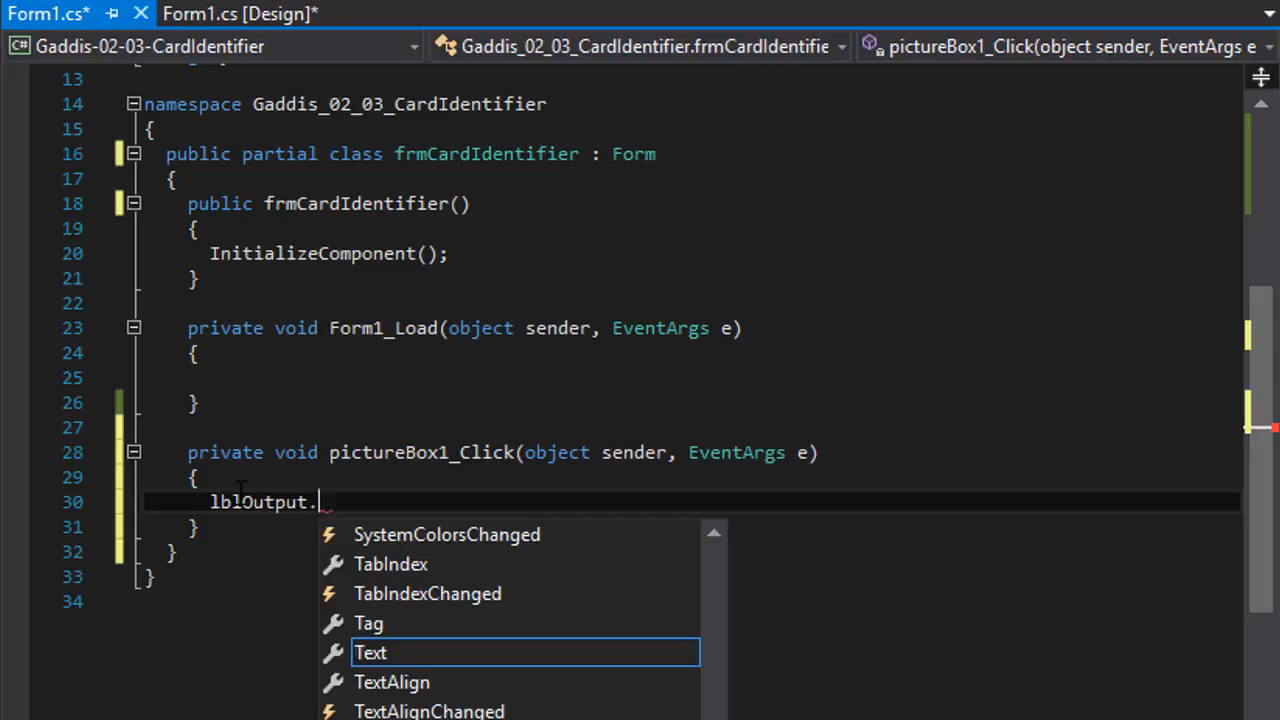 Form1.cs* Form1.cs [Design]*
C# Gaddis-02-03-CardIdentifier Gaddis_02_03_CardIdentifier.frmCardIdentifie pictureBox1_Click(object sender, EventArgs e
13
14 namespace Gaddis_02_03_CardIdentifier
15 {
16 public partial class frmCardIdentifier : Form
17 {
18 public frmCardIdentifier()
19 {
20 InitializeComponent();
21 }
22
23 private void Form1_Load(object sender, EventArgs e)
24 {
25
26 }
27
28 private void pictureBox1_Click(object sender, EventArgs e)
29 {
30 lblOutput.
31 }
32 }
33 }
34
SystemColorsChanged
TabIndex
TabIndexChanged
Tag
Text
TextAlign
TextAlignChanged